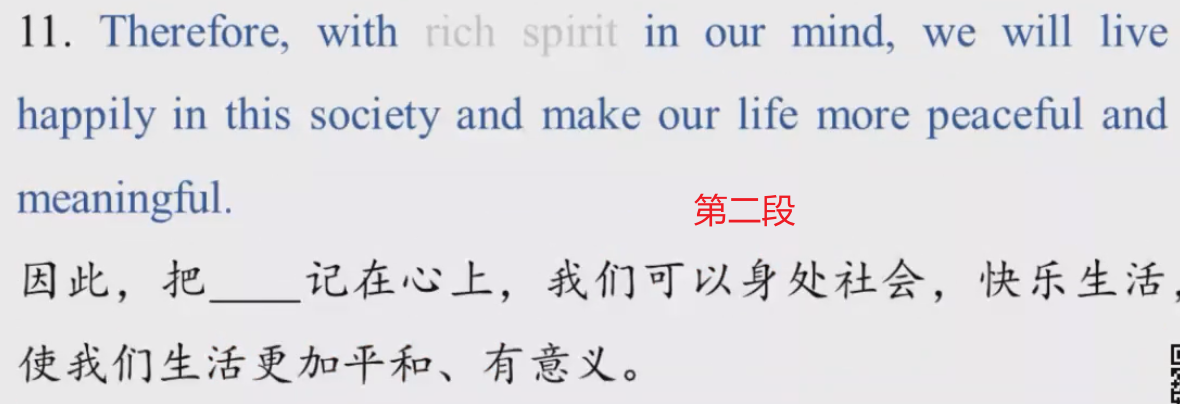 11. Therefore, with rich spirit in our mind, we will live
happily in this society and make our life more peaceful and
meaningful.
第二段
因此，把____记在心上，我们可以身处社会，快乐生活，
使我们生活更加平和、有意义。